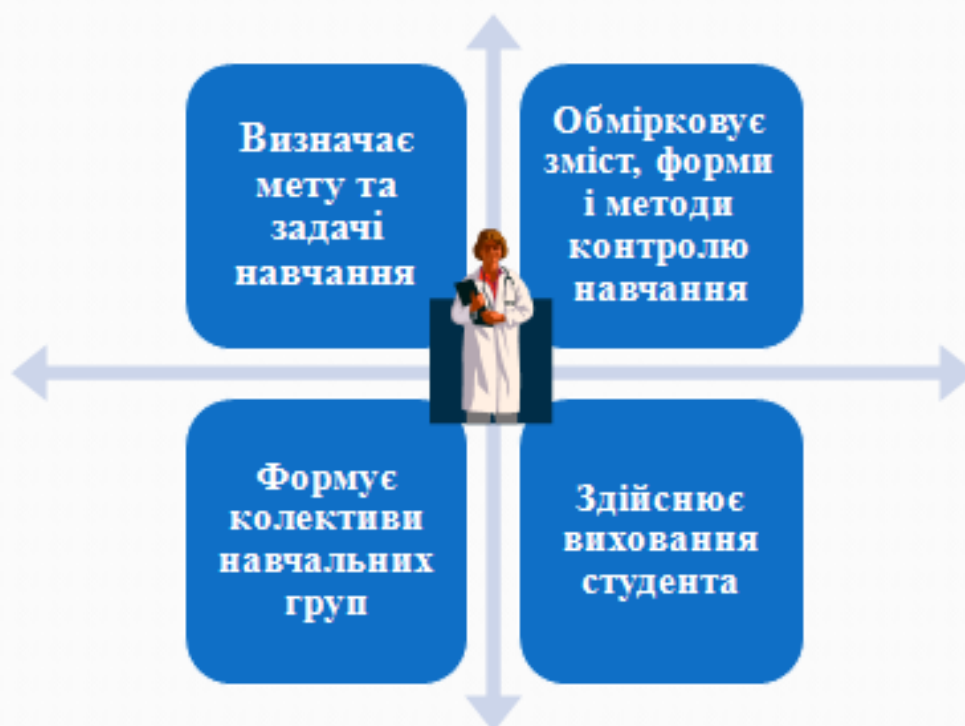 Визначає
мету та
задачі
навчання
Обмірковує
зміст, форми
і методи
контролю
навчання
Формує
колективи
навчальних
груп
Здійснює
виховання
студента